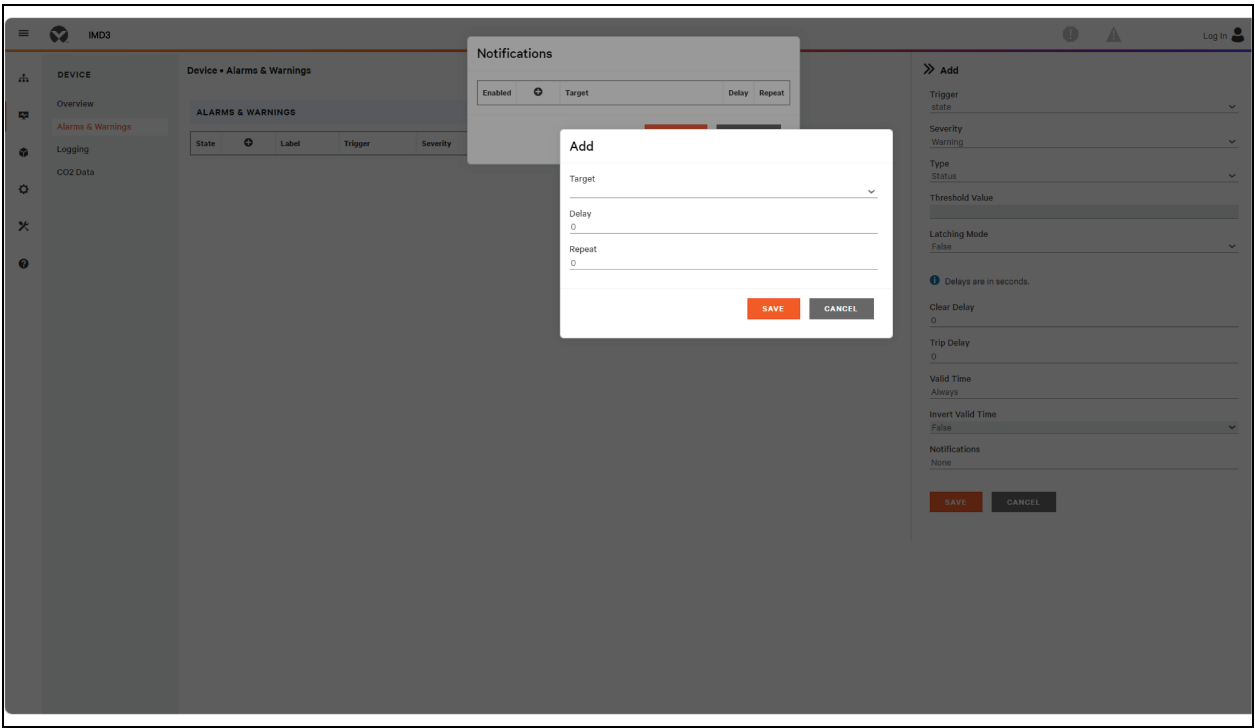 IMD3
Log In
DEVICE
Overview
Alarms & Warnings
Logging
CO2 Data
Device • Alarms & Warnings
ALARMS & WARNINGS
State Label Trigger Severity
Notifications
Enabled Target Delay Repeat
Add
Target
Delay
0
Repeat
0
SAVE CANCEL
Add
Trigger
state
Severity
Warning
Type
Status
Threshold Value
Latching Mode
False
Delays are in seconds.
Clear Delay
0
Trip Delay
0
Valid Time
Always
Invert Valid Time
False
Notifications
None
SAVE CANCEL